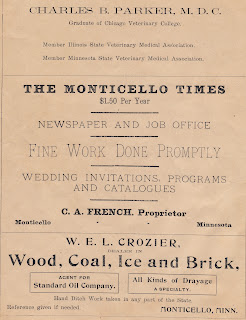 CHARLES B. PARKER, M. D. C.
Graduate of Chicago Veterinary College.
Member Illinois State Veterinary Medical Association.
Member Minnesota State Veterinary Medical Association.
THE MONTICELLO TIMES
$1.50 Per Year
NEWSPAPER AND JOB OFFICE
FINE WORK DONE PROMPTLY
WEDDING INVITATIONS, PROGRAMS
AND CATALOGUES
C. A. FRENCH, Proprietor
Monticello Minnesota
W. E. L. CROZIER,
DEALER IN
Wood, Coal, Ice and Brick,
AGENT FOR
Standard Oil Company.
All Kinds of Drayage
A SPECIALTY.
Hand Brick Work taken in any part of the State.
Reference given if needed.
MONTICELLO, MINN.